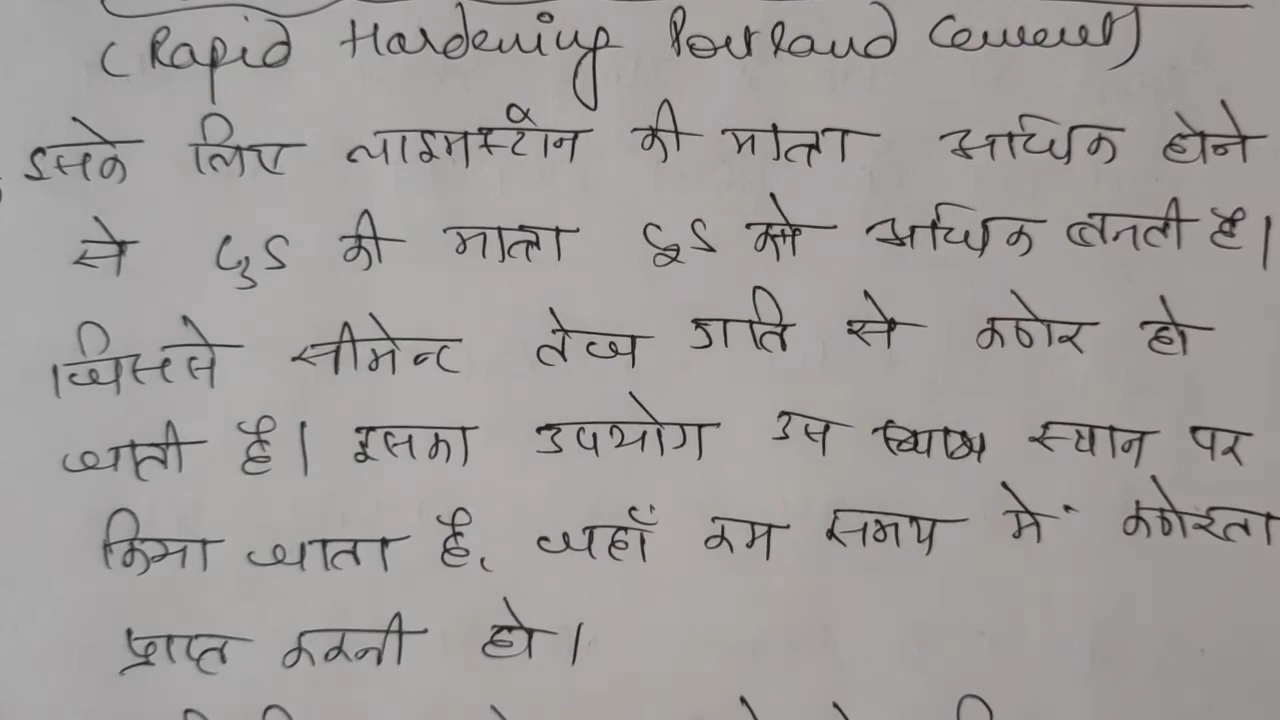 (Rapid Hardening Portland Cement)
इसके लिए लाइमस्टोन की मात्रा अधिक होने
से C3S की मात्रा C2S से अधिक बनती है।
जिससे सीमेन्ट तेज गति से कठोर हो
जाती है। इसका उपयोग उस स्थान पर
किया जाता है, जहाँ कम समय में कठोरता
प्राप्त करनी हो।